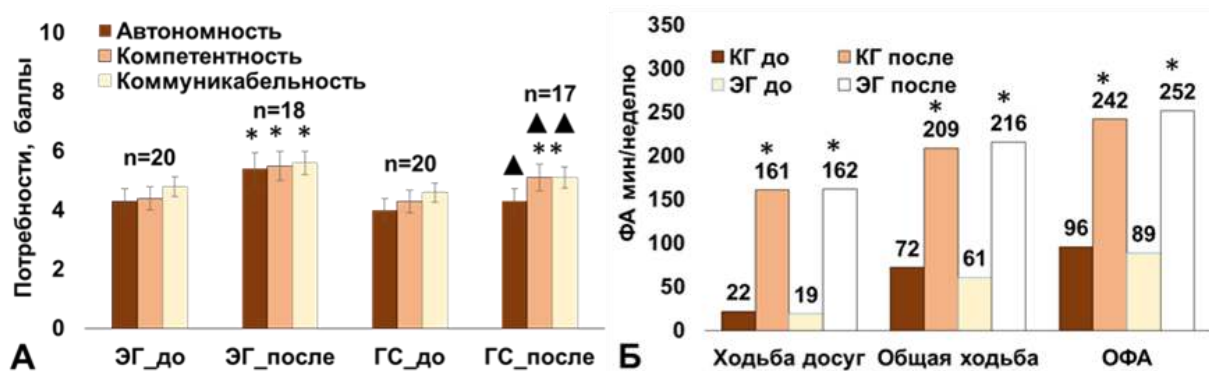 10
8
6
4
2
0
Потребности, баллы
Автономность
Компетентность
Коммуникабельность
n=20
n=18
* * *
n=20
n=17
▲ ▲
▲ **
ЭГ_до
ЭГ_после
ГС_до
ГС_после
А
350
300
250
200
150
100
50
0
ФА мин/неделю
КГ до
КГ после
ЭГ до
ЭГ после
22
*
161
19
*
162
72
*
209
61
*
216
96
*
242
89
*
252
Ходьба досуг
Общая ходьба
ОФА
Б